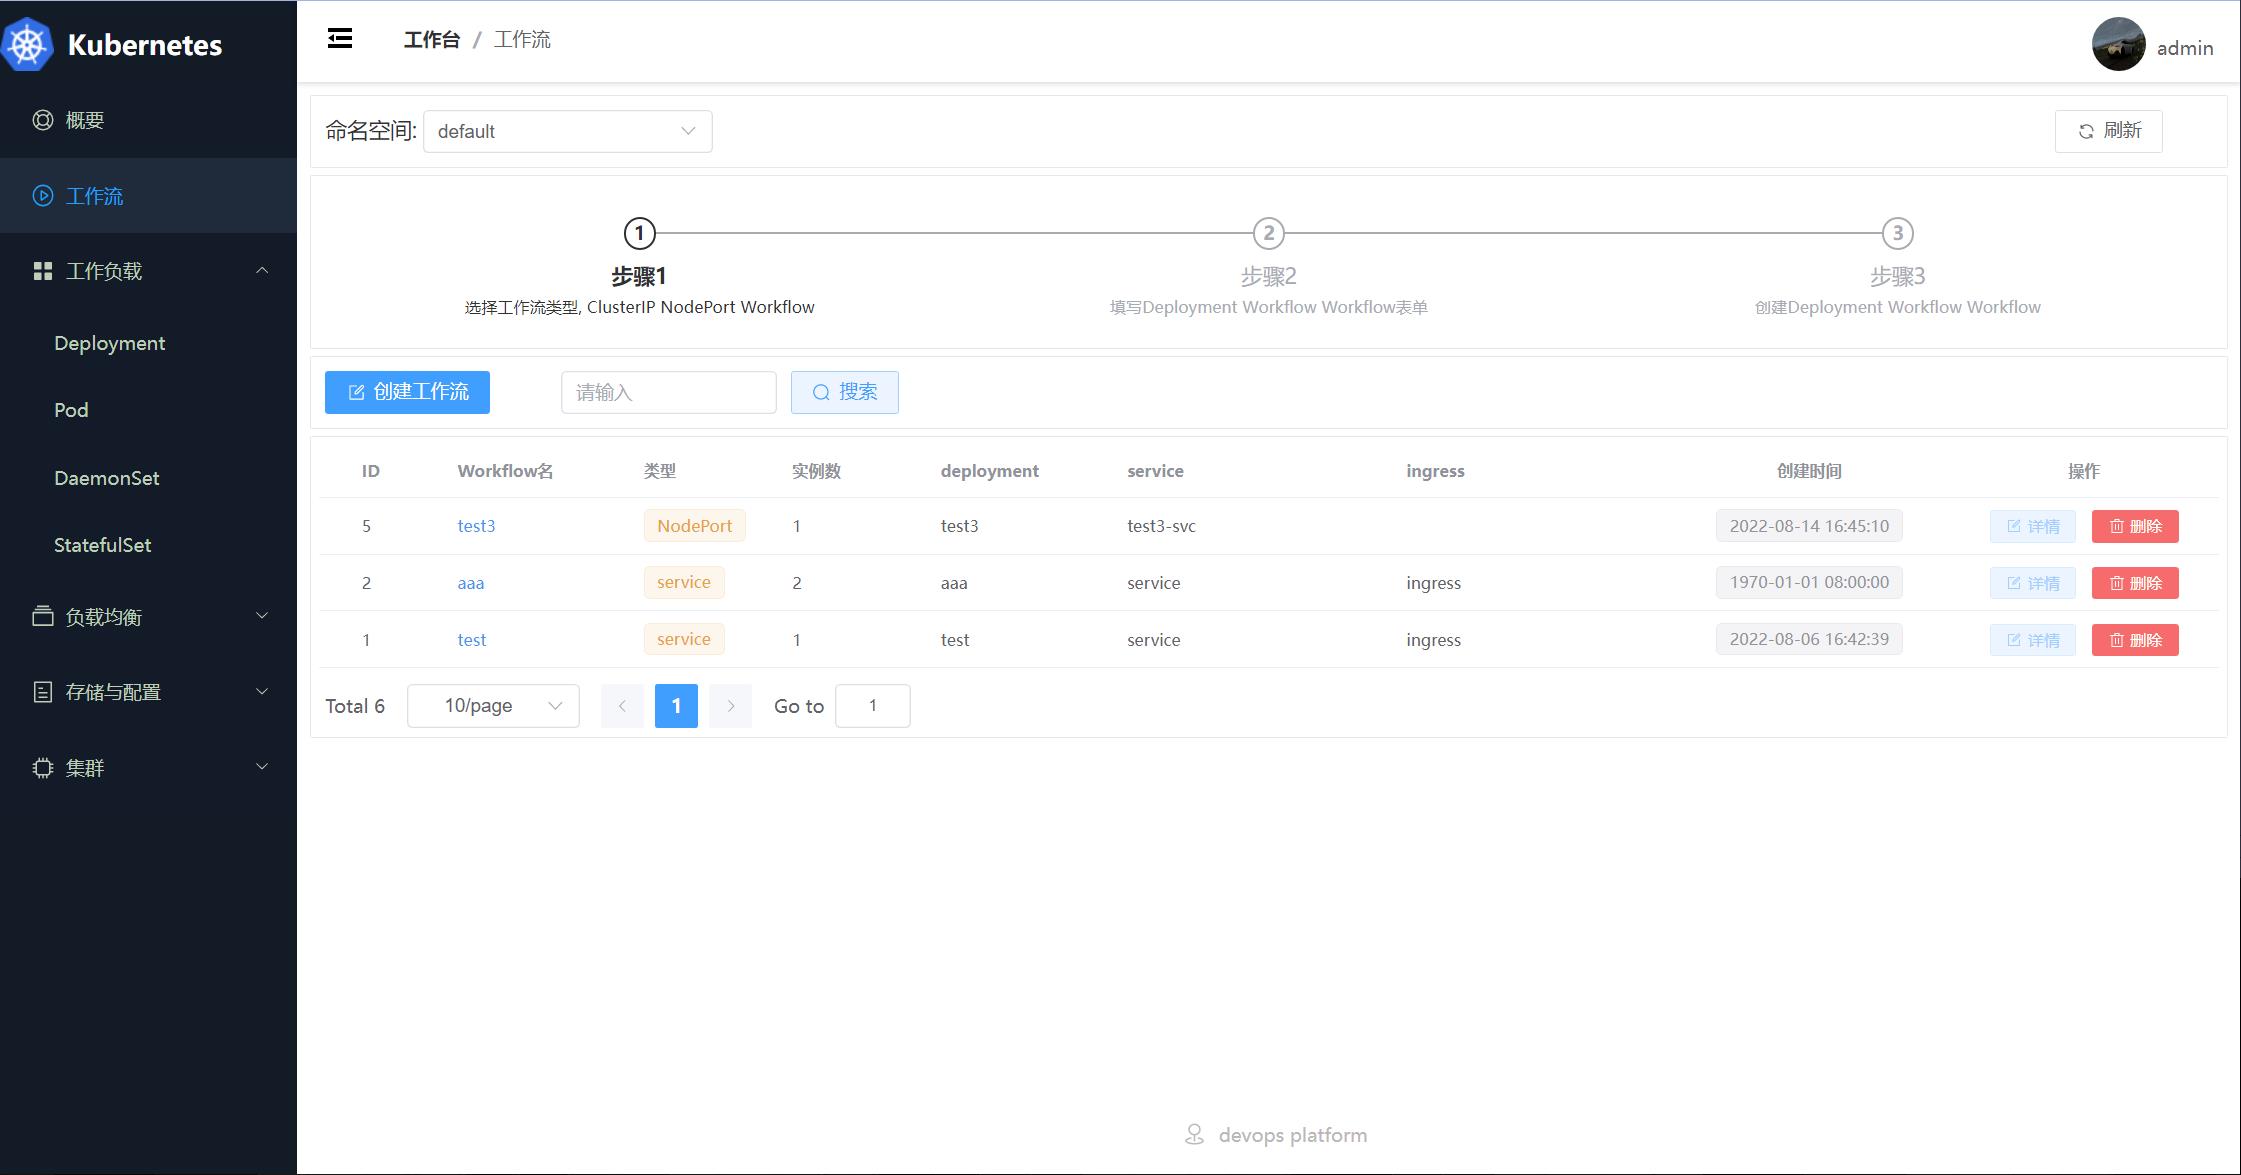 Kubernetes
概要
工作流
工作负载
Deployment
Pod
DaemonSet
StatefulSet
负载均衡
存储与配置
集群
工作台 / 工作流
admin
命名空间: default
刷新
1 2 3
步骤1 步骤2 步骤3
选择工作流类型, ClusterIP NodePort Workflow 填写Deployment Workflow Workflow表单 创建Deployment Workflow Workflow
创建工作流 请输入 搜索
ID Workflow名 类型 实例数 deployment service ingress 创建时间 操作
5 test3 NodePort 1 test3 test3-svc 2022-08-14 16:45:10 详情 删除
2 aaa service 2 aaa service ingress 1970-01-01 08:00:00 详情 删除
1 test service 1 test service ingress 2022-08-06 16:42:39 详情 删除
Total 6 10/page 1 Go to 1
devops platform